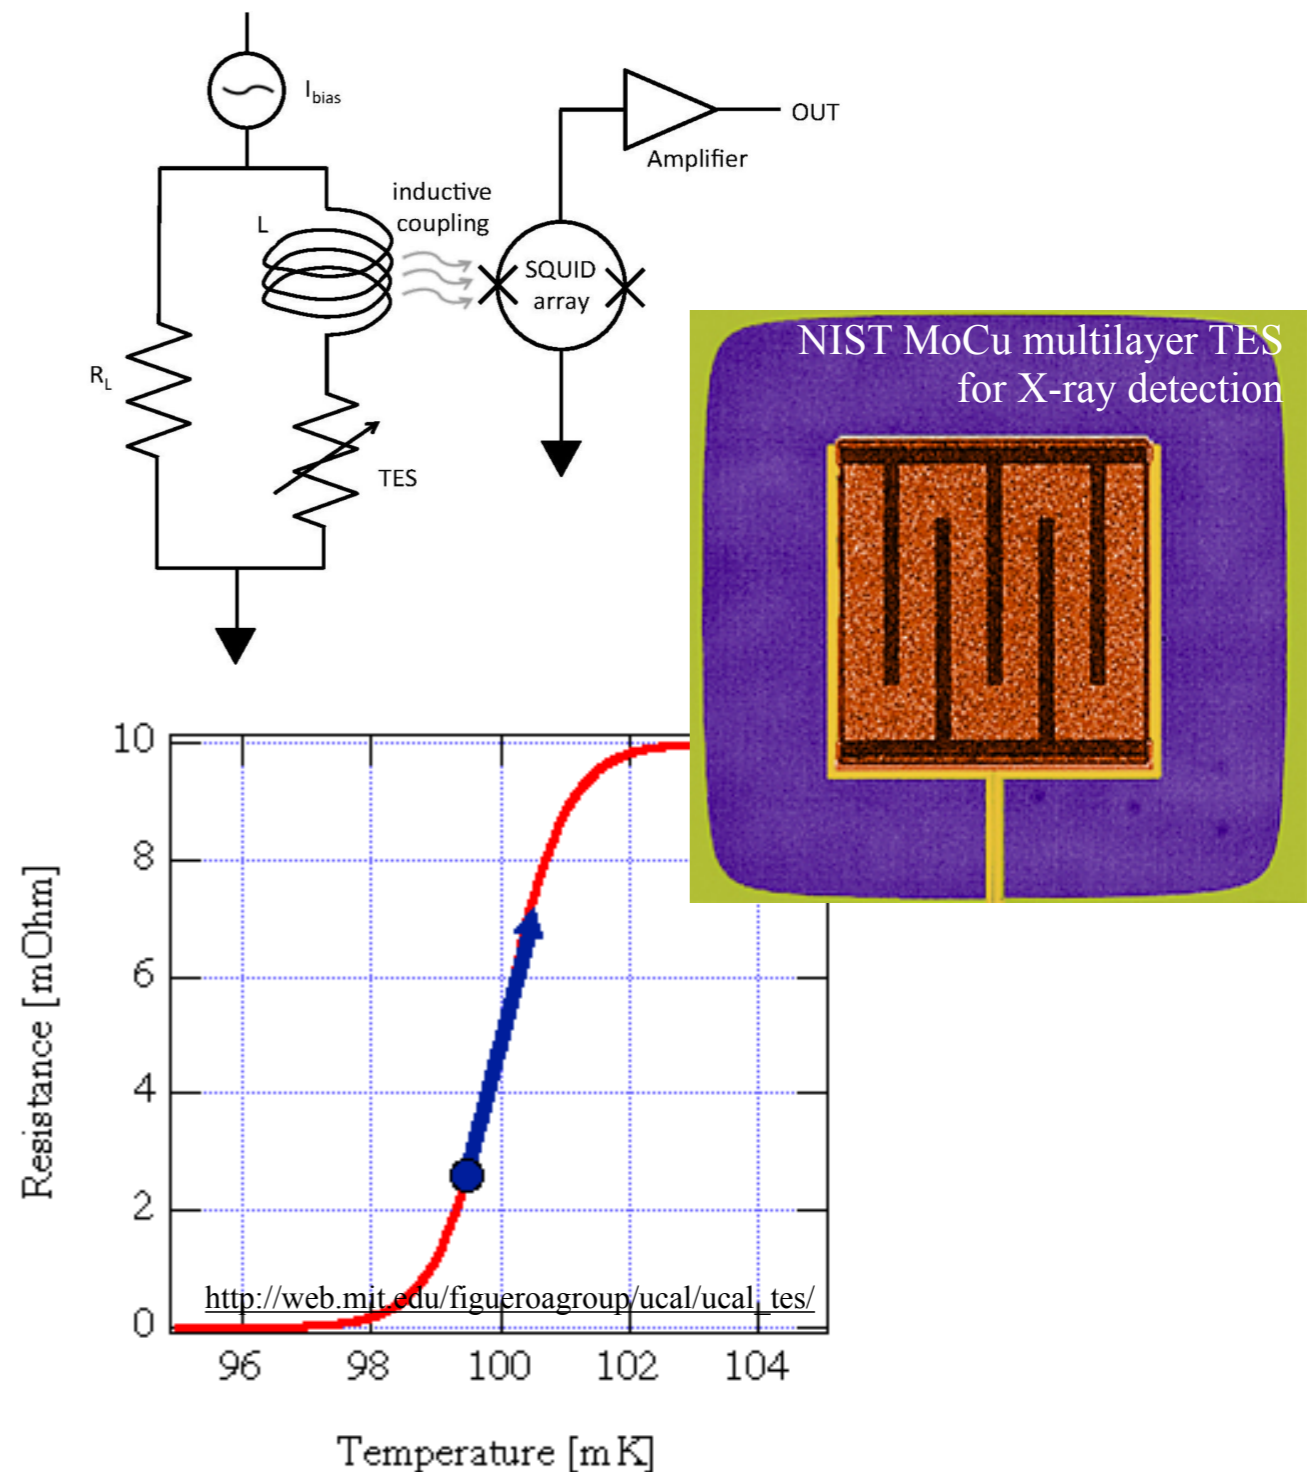 I_bias
OUT
Amplifier
inductive
coupling
L
SQUID
array
R_L
TES
NIST MoCu multilayer TES
for X-ray detection
10
8
6
4
2
0
Resistance [mOhm]
http://web.mit.edu/figueroagroup/ucal/ucal_tes/
96 98 100 102 104
Temperature [mK]